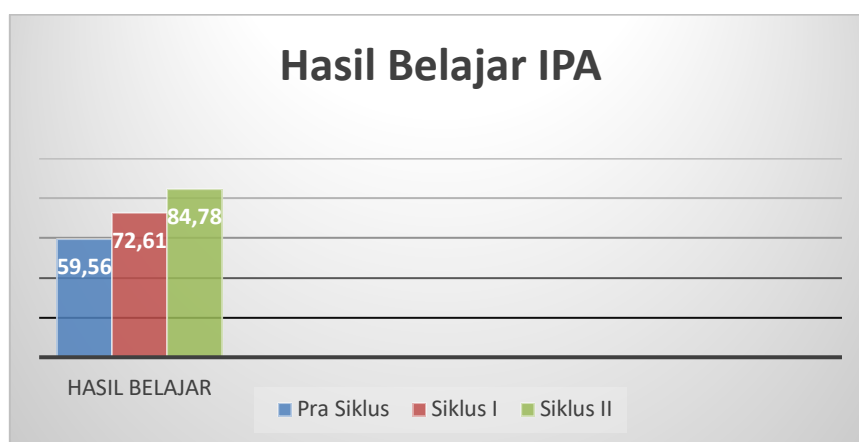 Hasil Belajar IPA
84,78
72,61
59,56
HASIL BELAJAR
Pra Siklus Siklus I Siklus II